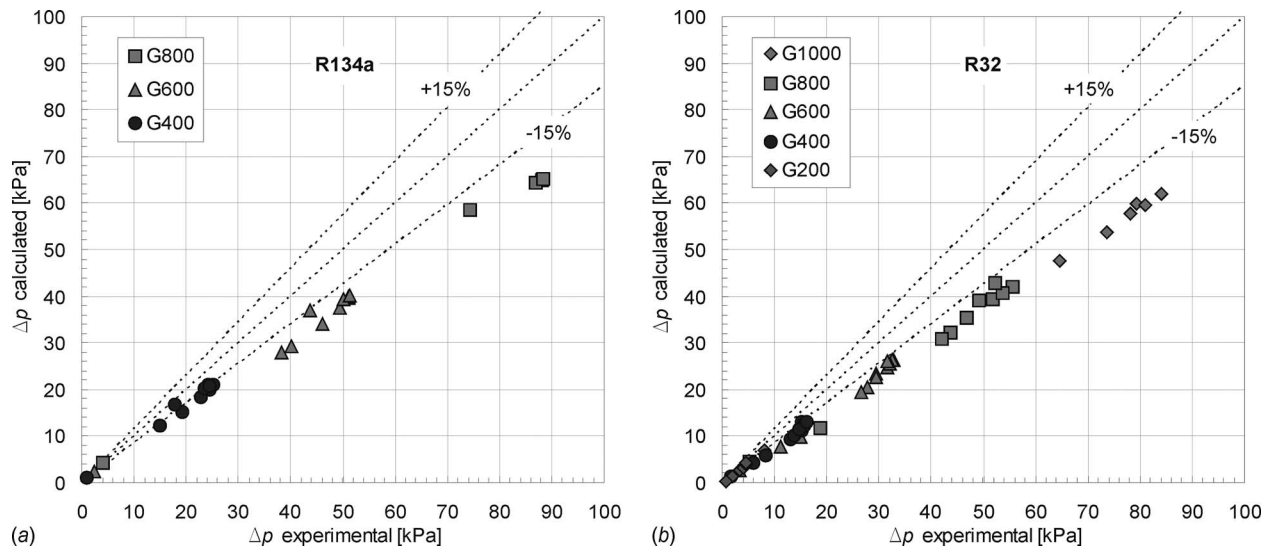 100
90
80
70
60
50
40
30
20
10
0
Δp calculated [kPa]
G800
G600
G400
R134a
+15%
-15%
0 10 20 30 40 50 60 70 80 90 100
(a) Δp experimental [kPa]
100
90
80
70
60
50
40
30
20
10
0
Δp calculated [kPa]
G1000
G800
G600
G400
G200
R32
+15%
-15%
0 10 20 30 40 50 60 70 80 90 100
(b) Δp experimental [kPa]